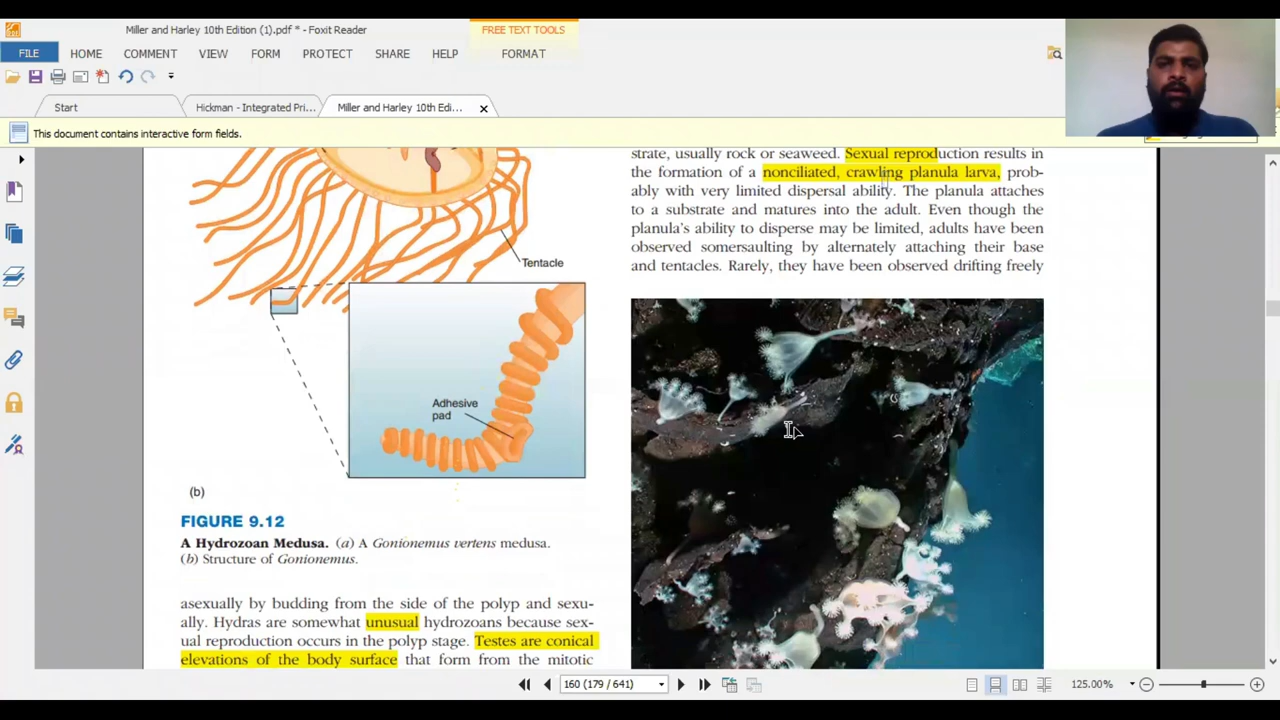 Miller and Harley 10th Edition (1).pdf * - Foxit Reader
FREE TEXT TOOLS
FILE HOME COMMENT VIEW FORM PROTECT SHARE HELP FORMAT
Start
Hickman - Integrated Pri...
Miller and Harley 10th Edi...
This document contains interactive form fields.
Tentacle
Adhesive
pad
(b)
FIGURE 9.12
A Hydrozoan Medusa. (a) A Gonionemus vertens medusa.
(b) Structure of Gonionemus.
asexually by budding from the side of the polyp and sexu-
ally. Hydras are somewhat unusual hydrozoans because sex-
ual reproduction occurs in the polyp stage. Testes are conical
elevations of the body surface that form from the mitotic
strate, usually rock or seaweed. Sexual reproduction results in
the formation of a nonciliated, crawling planula larva, prob-
ably with very limited dispersal ability. The planula attaches
to a substrate and matures into the adult. Even though the
planula's ability to disperse may be limited, adults have been
observed somersaulting by alternately attaching their base
and tentacles. Rarely, they have been observed drifting freely
160 (179 / 641)
125.00%